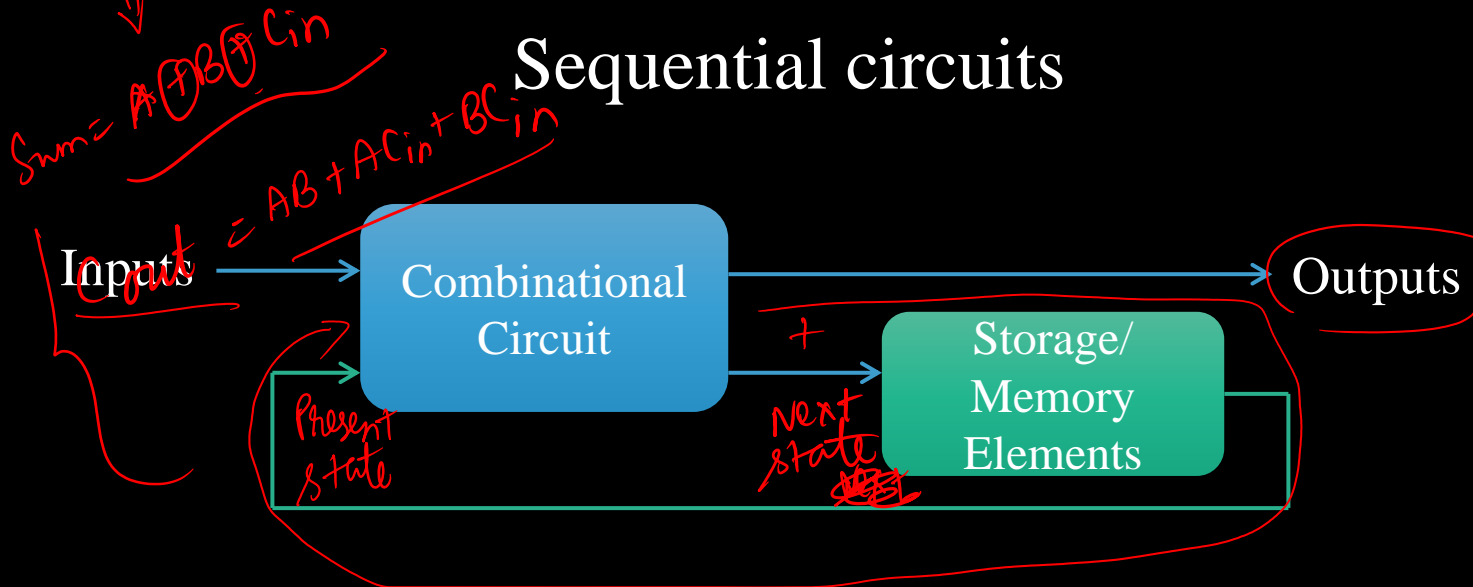 Sequential circuits
Sum = A ⊕ B ⊕ Cin
Cout = AB + ACin + BCin
Inputs
Combinational
Circuit
Outputs
+
Storage/
Memory
Elements
Present
state
Next
state